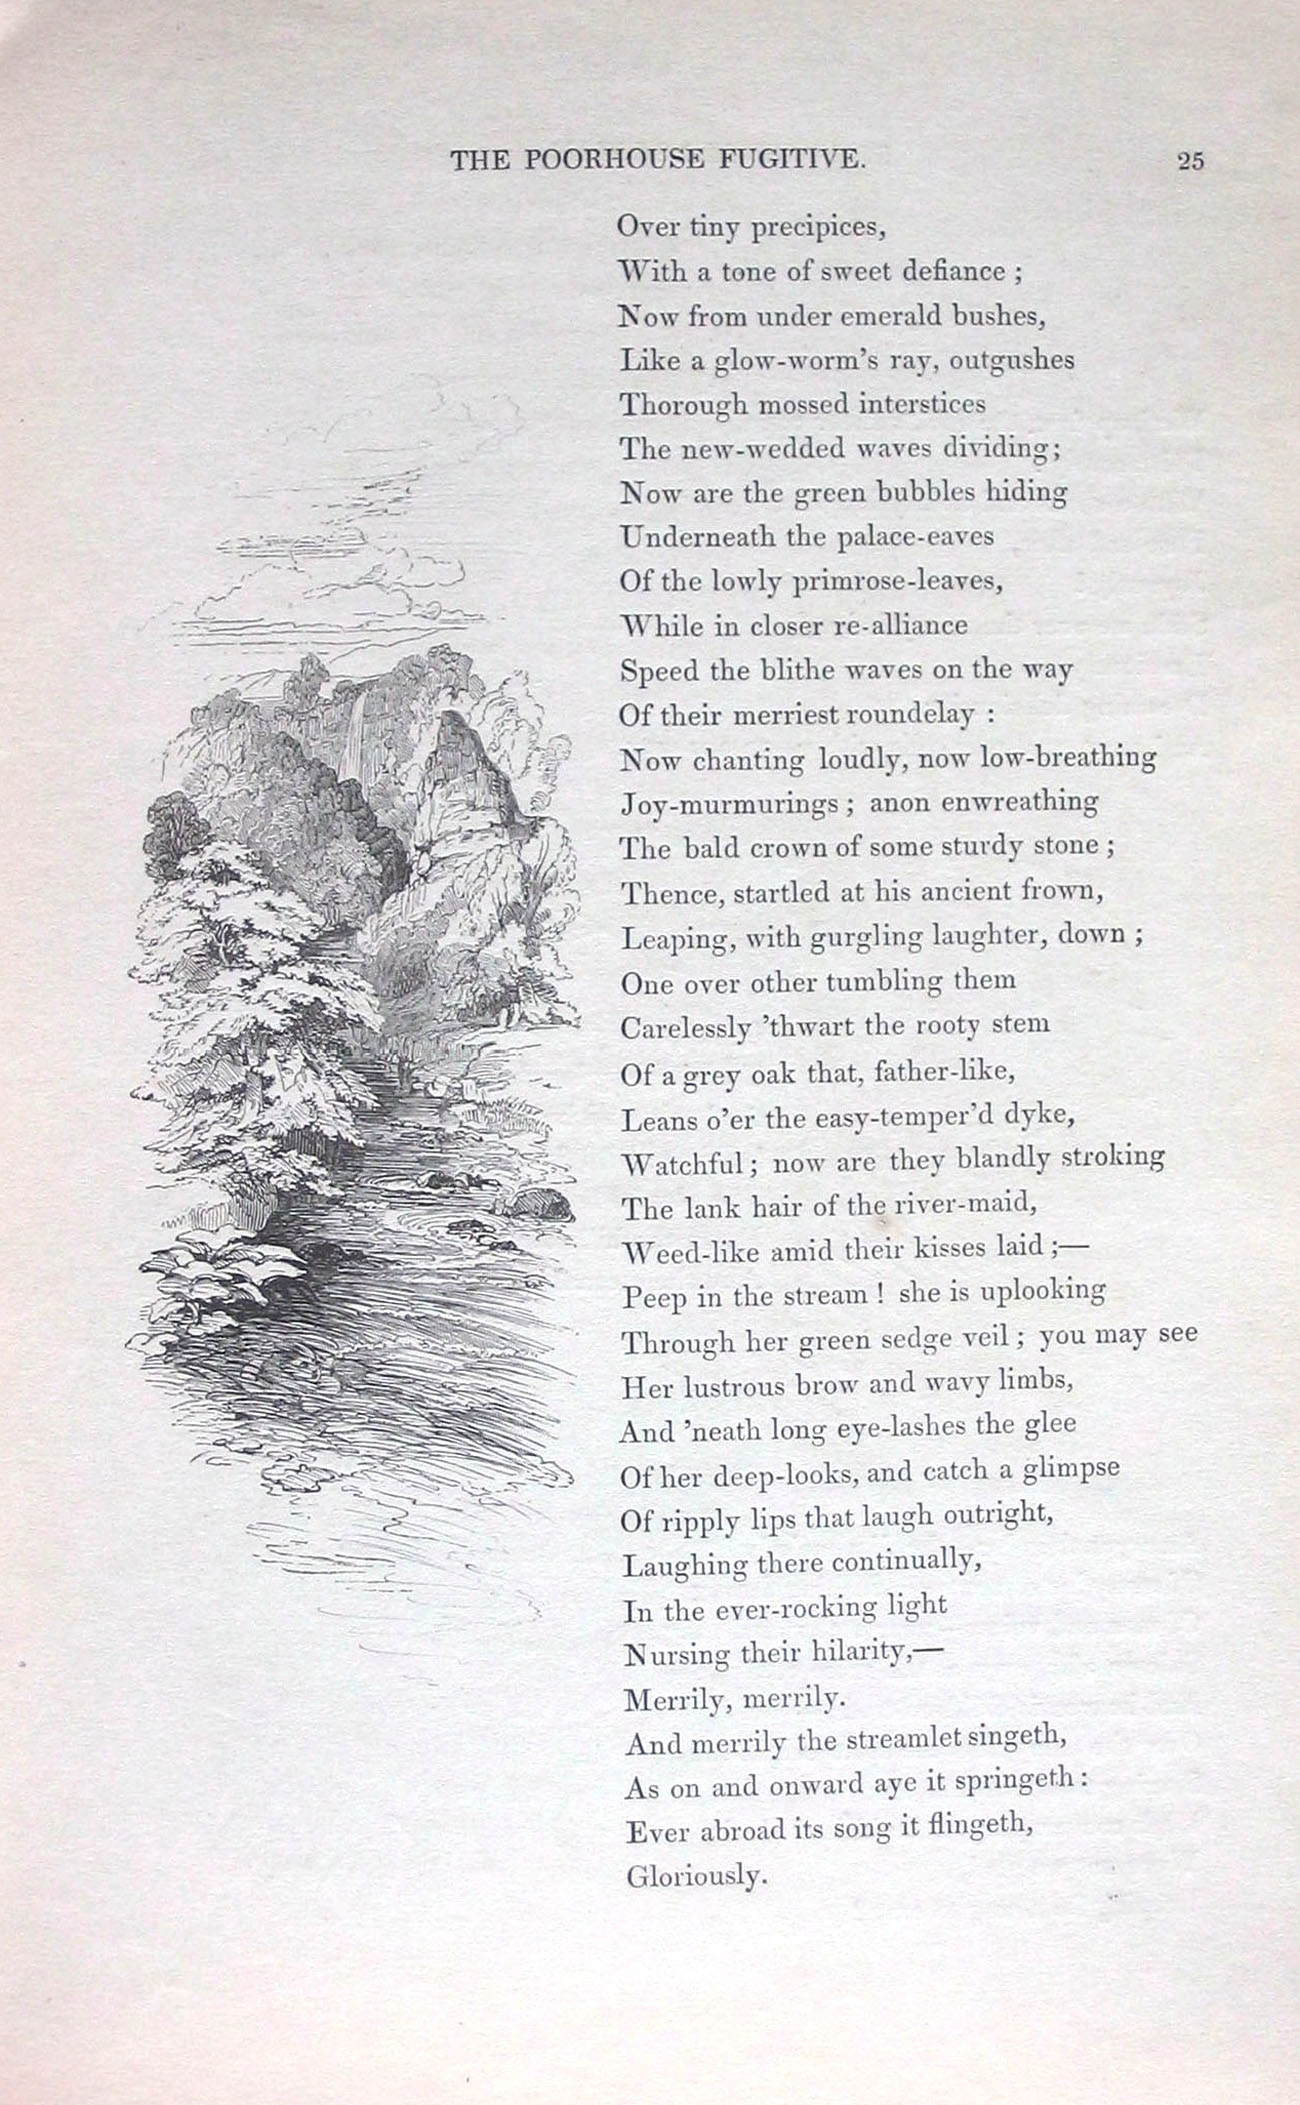 THE POORHOUSE FUGITIVE. 25
Over tiny precipices,
With a tone of sweet defiance ;
Now from under emerald bushes,
Like a glow-worm's ray, outgushes
Thorough mossed interstices
The new-wedded waves dividing;
Now are the green bubbles hiding
Underneath the palace-eaves
Of the lowly primrose-leaves,
While in closer re-alliance
Speed the blithe waves on the way
Of their merriest roundelay :
Now chanting loudly, now low-breathing
Joy-murmurings ; anon enwreathing
The bald crown of some sturdy stone ;
Thence, startled at his ancient frown,
Leaping, with gurgling laughter, down ;
One over other tumbling them
Carelessly 'thwart the rooty stem
Of a grey oak that, father-like,
Leans o'er the easy-temper'd dyke,
Watchful ; now are they blandly stroking
The lank hair of the river-maid,
Weed-like amid their kisses laid ;—
Peep in the stream ! she is uplooking
Through her green sedge veil ; you may see
Her lustrous brow and wavy limbs,
And 'neath long eye-lashes the glee
Of her deep-looks, and catch a glimpse
Of ripply lips that laugh outright,
Laughing there continually,
In the ever-rocking light
Nursing their hilarity,—
Merrily, merrily.
And merrily the streamlet singeth,
As on and onward aye it springeth :
Ever abroad its song it flingeth,
Gloriously.